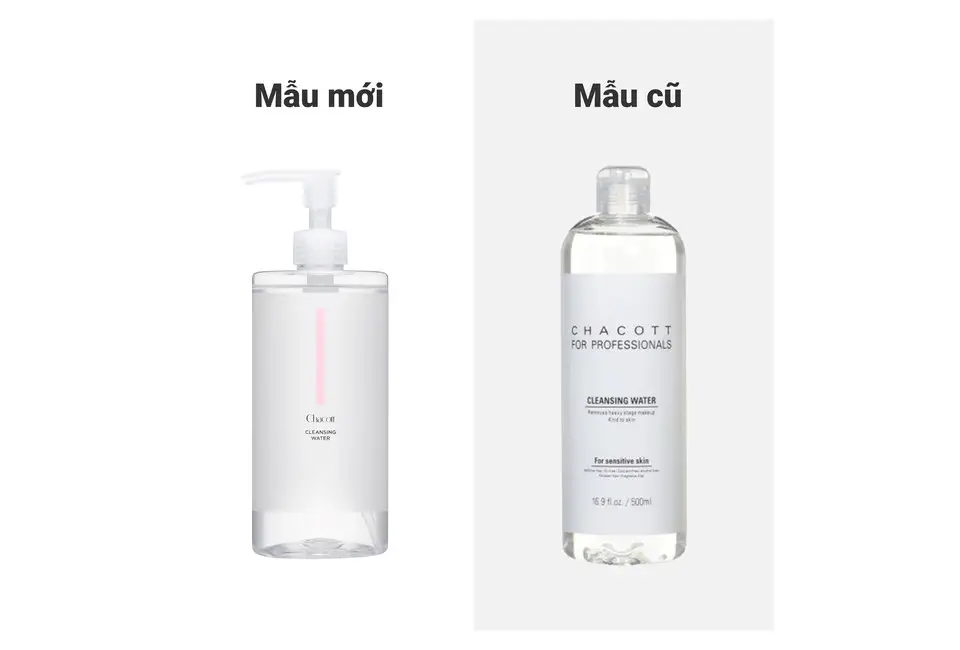 Mẫu mới
Mẫu cũ
Chacott
CLEANSING
WATER
CHACOTT
FOR PROFESSIONALS
CLEANSING WATER
Removes heavy stage makeup
Kind to skin
For sensitive skin
16.9 fl.oz. / 500ml